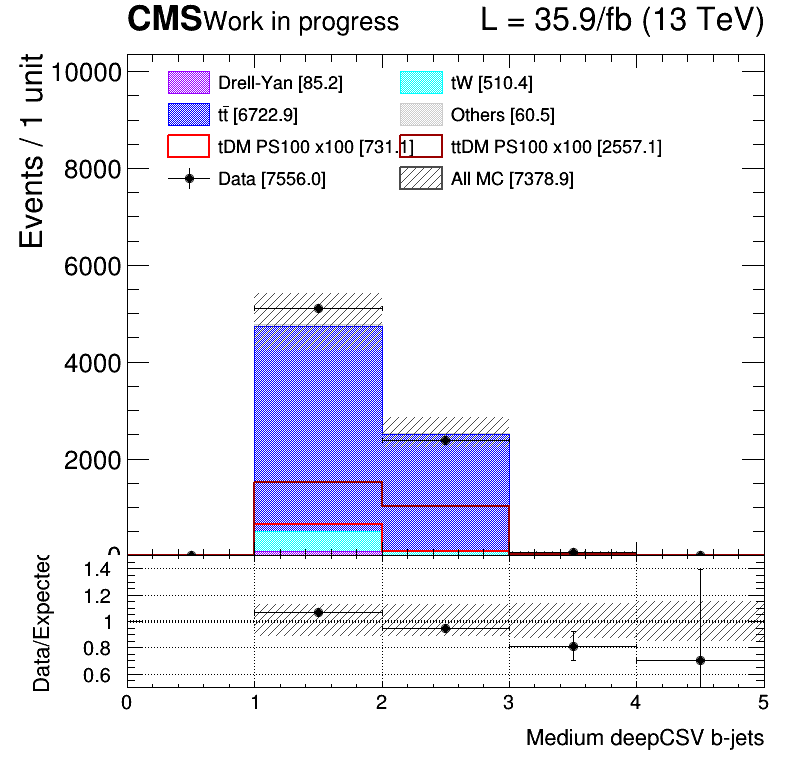 CMS Work in progress L = 35.9/fb (13 TeV)
Events / 1 unit
10000
8000
6000
4000
2000
0
Drell-Yan [85.2] tW [510.4]
tt̄ [6722.9] Others [60.5]
tDM PS100 x100 [731.1] ttDM PS100 x100 [2557.1]
Data [7556.0] All MC [7378.9]
Data/Expected
1.4
1.2
1
0.8
0.6
0 1 2 3 4 5
Medium deepCSV b-jets